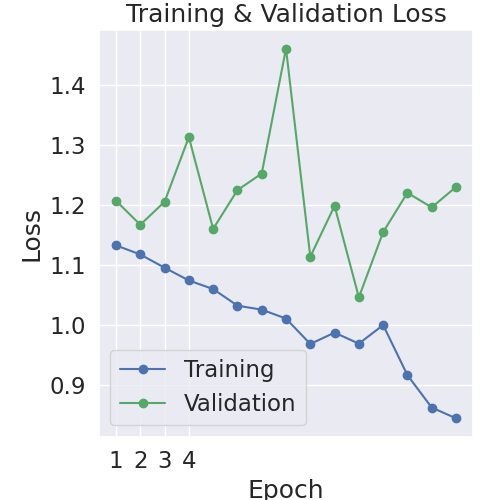 Training & Validation Loss
Loss
1.4
1.3
1.2
1.1
1.0
0.9
Training
Validation
1 2 3 4
Epoch